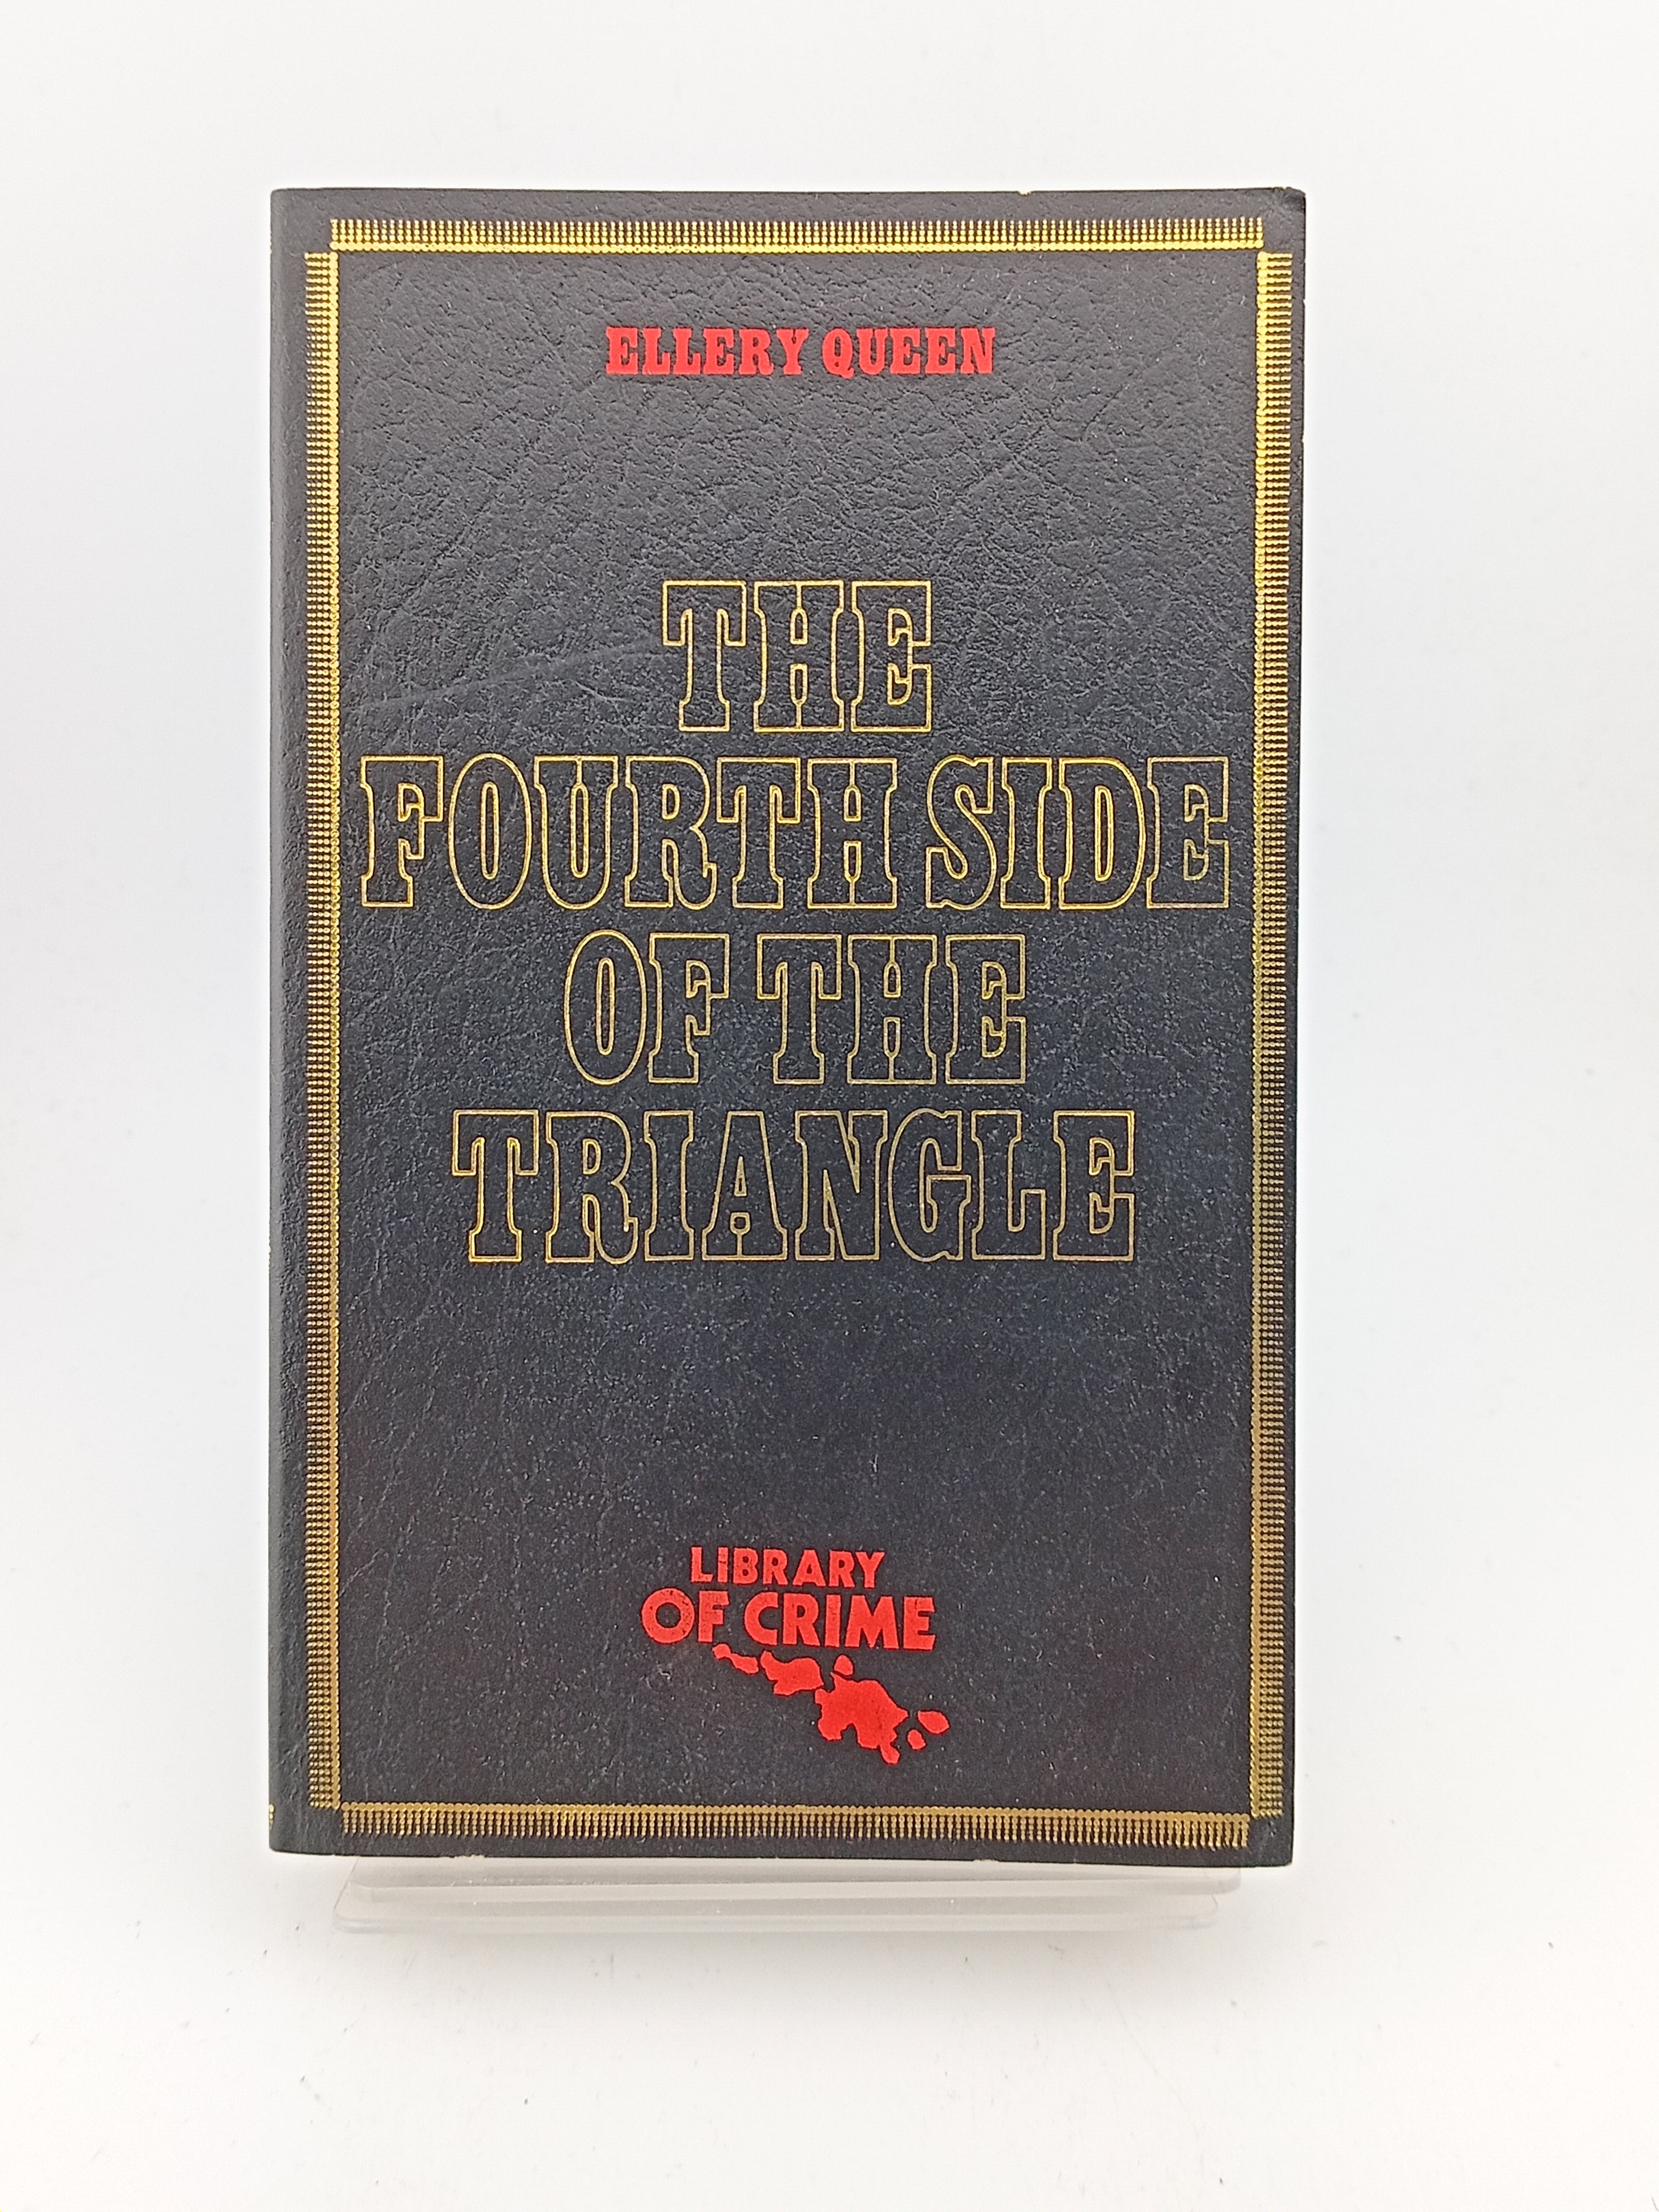 ELLERY QUEEN
THE
FOURTH SIDE
OF THE
TRIANGLE
LIBRARY
OF CRIME